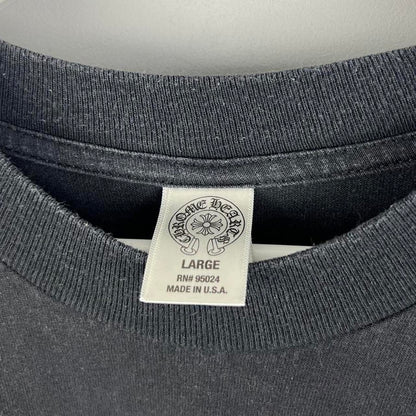 CHROME HEARTS
LARGE
RN# 95024
MADE IN U.S.A.